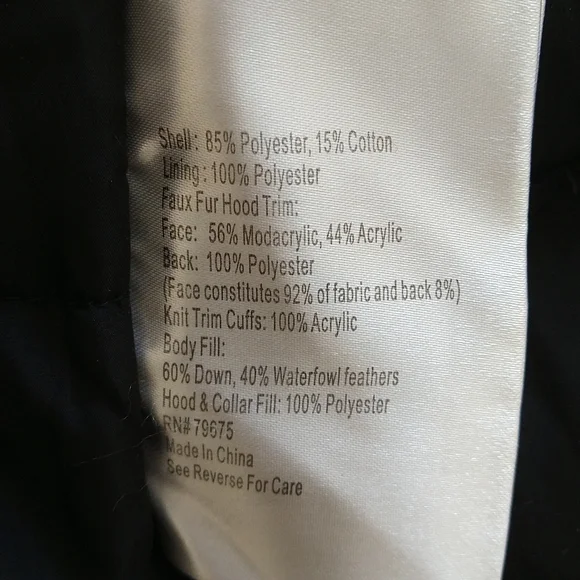 Shell: 85% Polyester, 15% Cotton
Lining: 100% Polyester
Faux Fur Hood Trim:
Face: 56% Modacrylic, 44% Acrylic
Back: 100% Polyester
(Face constitutes 92% of fabric and back 8%)
Knit Trim Cuffs: 100% Acrylic
Body Fill:
60% Down, 40% Waterfowl feathers
Hood & Collar Fill: 100% Polyester
RN# 79675
Made In China
See Reverse For Care